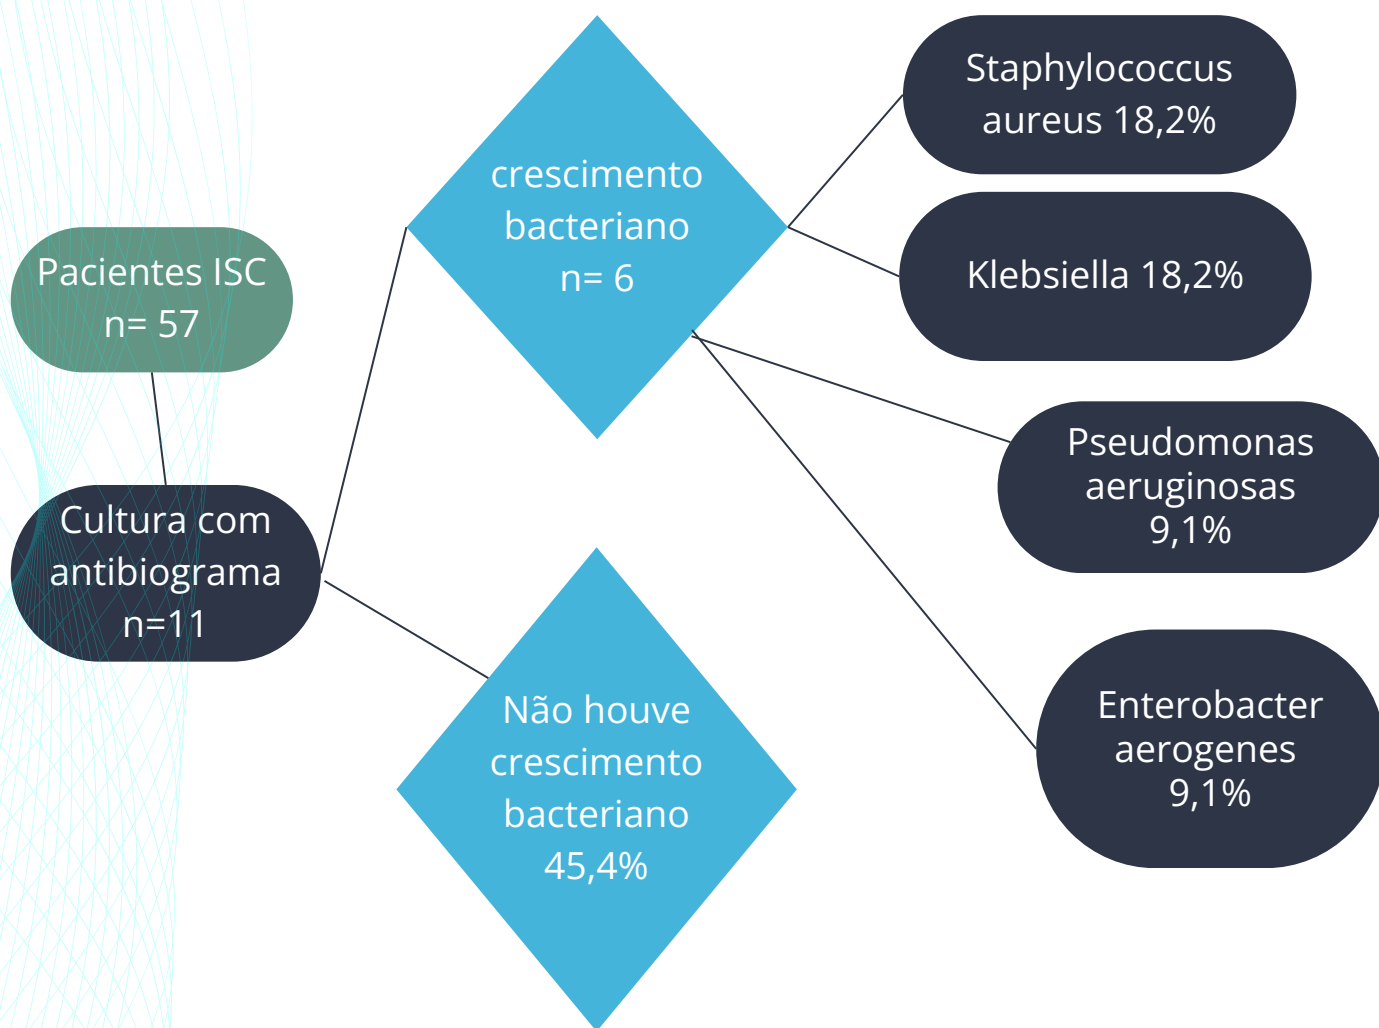 Pacientes ISC
n= 57
Cultura com
antibiograma
n=11
crescimento
bacteriano
n= 6
Não houve
crescimento
bacteriano
45,4%
Staphylococcus
aureus 18,2%
Klebsiella 18,2%
Pseudomonas
aeruginosas
9,1%
Enterobacter
aerogenes
9,1%